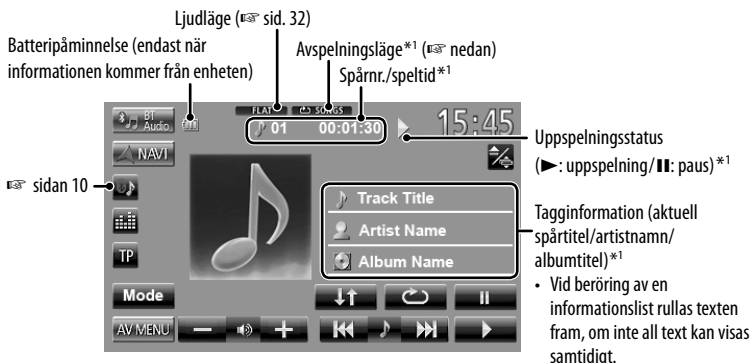 Ljudläge (☞ sid. 32)
Batteripåminnelse (endast när
informationen kommer från enheten)
Avspelningsläge*1 (☞ nedan)
Spårnr./speltid*1
BT
Audio
FLAT
SONGS
01 00:01:30
15:45
NAVI
☞ sidan 10
TP
Mode
AV MENU
Track Title
Artist Name
Album Name
Uppspelningsstatus
(►: uppspelning/II: paus)*1
Tagginformation (aktuell
spårtitel/artistnamn/
albumtitel)*1
• Vid beröring av en
informationslist rullas texten
fram, om inte all text kan visas
samtidigt.